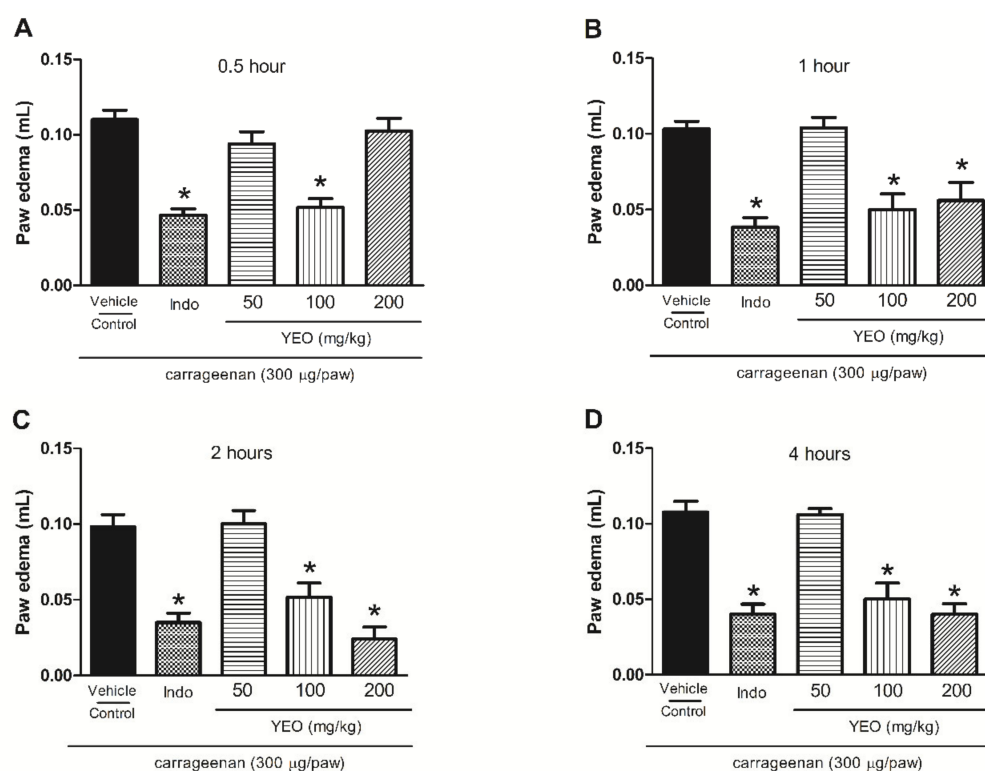 A
0.5 hour
Paw edema (mL)
0.15
0.10
0.05
0.00
*
*
Vehicle
Control
Indo
50
100
200
YEO (mg/kg)
carrageenan (300 μg/paw)
B
1 hour
Paw edema (mL)
0.15
0.10
0.05
0.00
*
*
*
Vehicle
Control
Indo
50
100
200
YEO (mg/kg)
carrageenan (300 μg/paw)
C
2 hours
Paw edema (mL)
0.15
0.10
0.05
0.00
*
*
*
Vehicle
Control
Indo
50
100
200
YEO (mg/kg)
carrageenan (300 μg/paw)
D
4 hours
Paw edema (mL)
0.15
0.10
0.05
0.00
*
*
*
Vehicle
Control
Indo
50
100
200
YEO (mg/kg)
carrageenan (300 μg/paw)